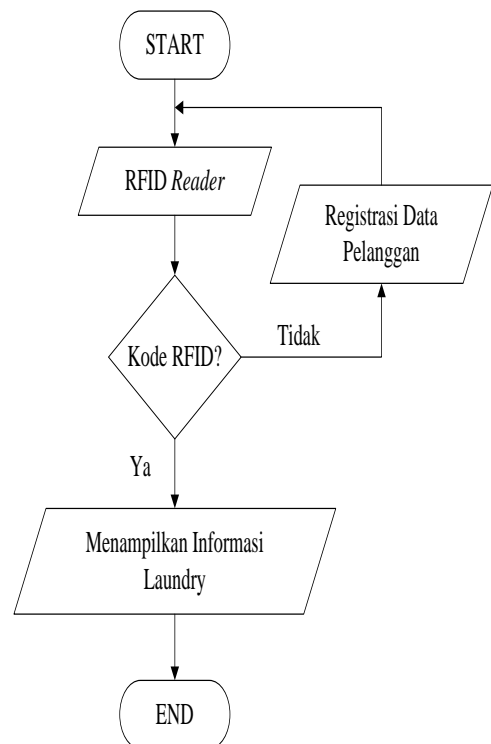 START
RFID Reader
Registrasi Data
Pelanggan
Kode RFID?
Tidak
Ya
Menampilkan Informasi
Laundry
END